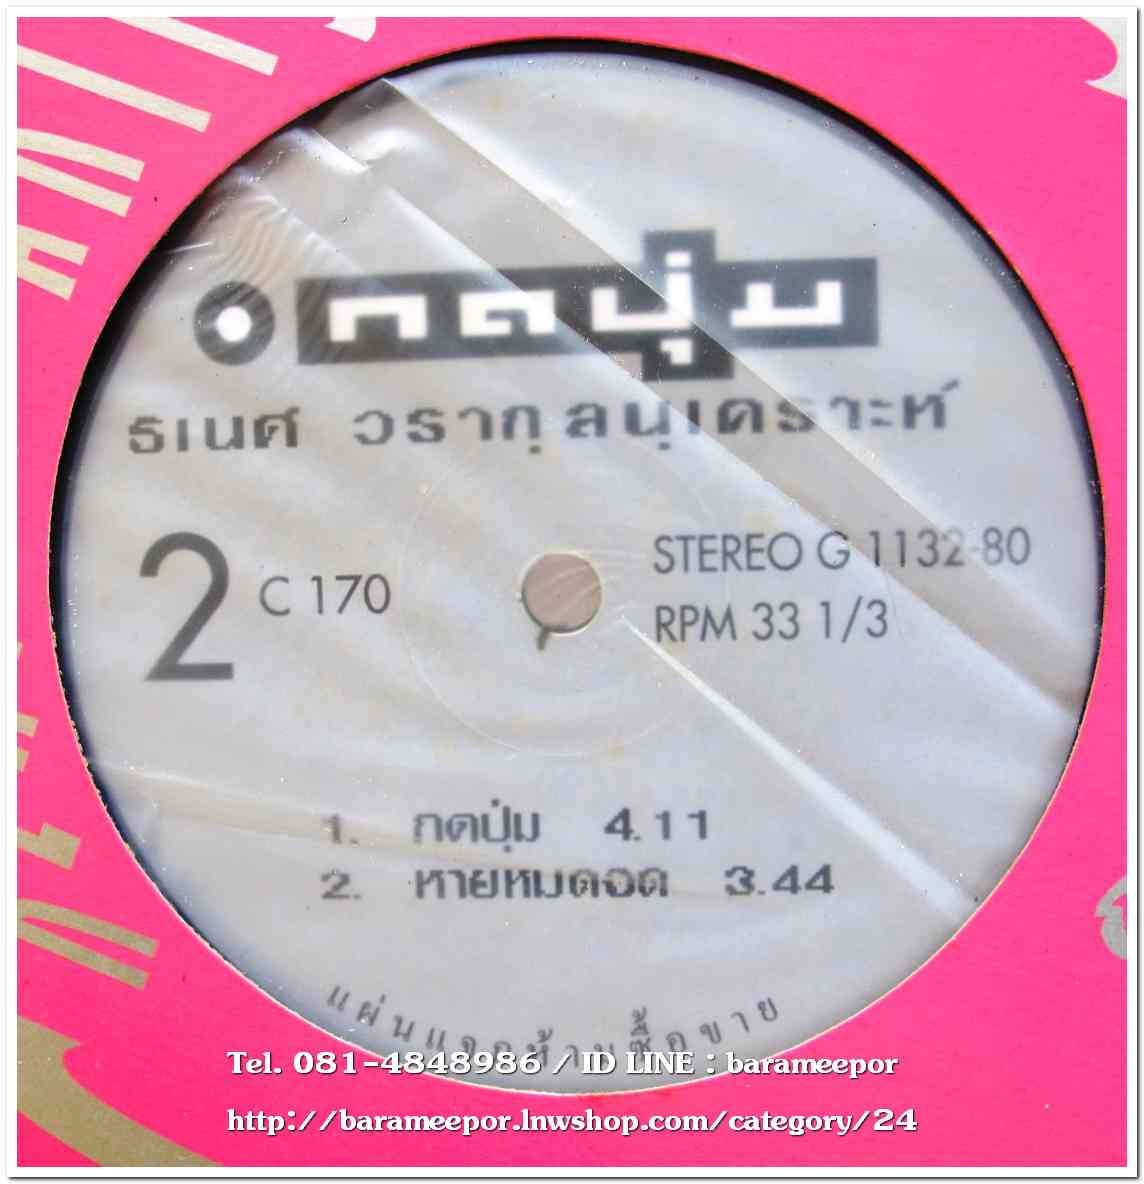 กดปุ่ม
ธเนศ วรากุลนุเคราะห์
2 C 170
STEREO G 1132-80
RPM 33 1/3
1. กดปุ่ม 4.11
2. หายหมดอด 3.44
แผ่นแจกห้ามซื้อขาย
Tel. 081-4848986 / ID LINE : barameepor
http://barameepor.lnwshop.com/category/24